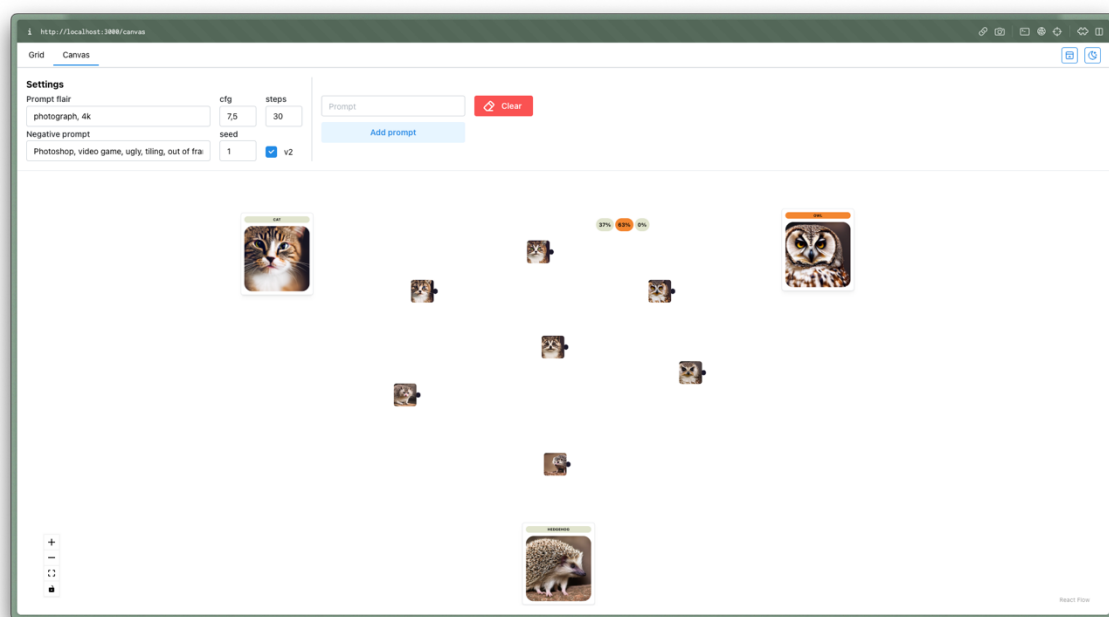 http://localhost:3000/canvas
Grid Canvas
Settings
Prompt flair cfg steps
photograph, 4k 7,5 30
Prompt Clear
Negative prompt seed
Add prompt
Photoshop, video game, ugly, tiling, out of fra 1 v2
CAT
37% 63% 0%
OWL
HEDGEHOG
React Flow